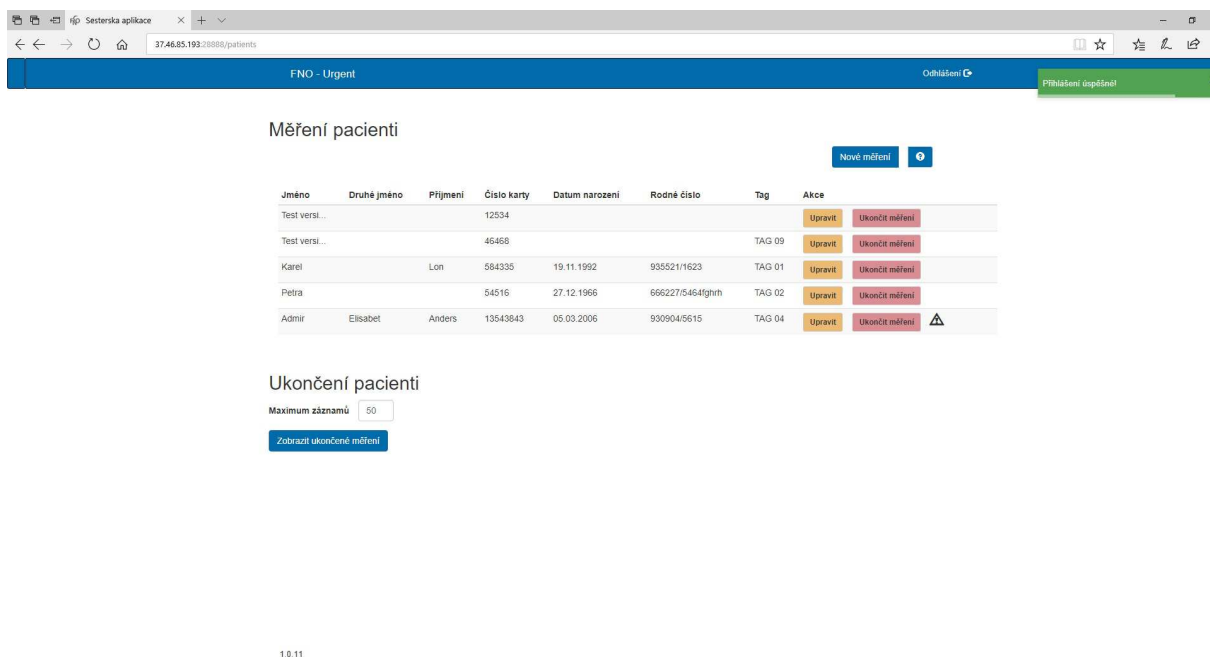 Sesterska aplikace
37.46.85.193:28888/patients
FNO - Urgent Odhlášení
Přihlášení úspěšné!
Měření pacienti
Nové měření
Jméno Druhé jméno Příjmení Číslo karty Datum narození Rodné číslo Tag Akce
Test versi... 12534 Upravit Ukončit měření
Test versi... 46468 TAG 09 Upravit Ukončit měření
Karel Lon 584335 19.11.1992 935521/1623 TAG 01 Upravit Ukončit měření
Petra 54516 27.12.1966 666227/5464fghrh TAG 02 Upravit Ukončit měření
Admir Elisabet Anders 13543843 05.03.2006 930904/5615 TAG 04 Upravit Ukončit měření
Ukončení pacienti
Maximum záznamů 50
Zobrazit ukončené měření
1.0.11